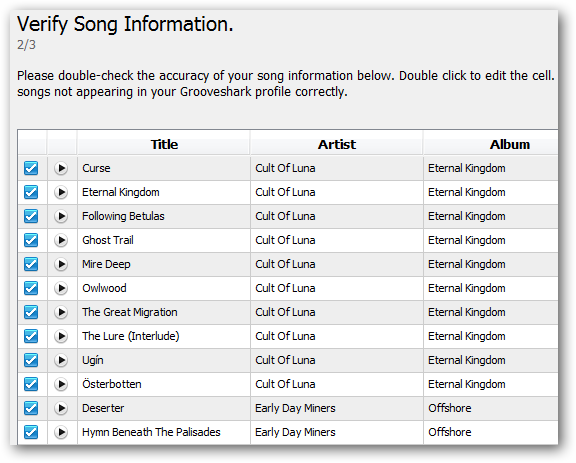 Verify Song Information.
2/3
Please double-check the accuracy of your song information below. Double click to edit the cell.
songs not appearing in your Grooveshark profile correctly.
Title Artist Album
Curse Cult Of Luna Eternal Kingdom
Eternal Kingdom Cult Of Luna Eternal Kingdom
Following Betulas Cult Of Luna Eternal Kingdom
Ghost Trail Cult Of Luna Eternal Kingdom
Mire Deep Cult Of Luna Eternal Kingdom
Owlwood Cult Of Luna Eternal Kingdom
The Great Migration Cult Of Luna Eternal Kingdom
The Lure (Interlude) Cult Of Luna Eternal Kingdom
Ugín Cult Of Luna Eternal Kingdom
Österbotten Cult Of Luna Eternal Kingdom
Deserter Early Day Miners Offshore
Hymn Beneath The Palisades Early Day Miners Offshore